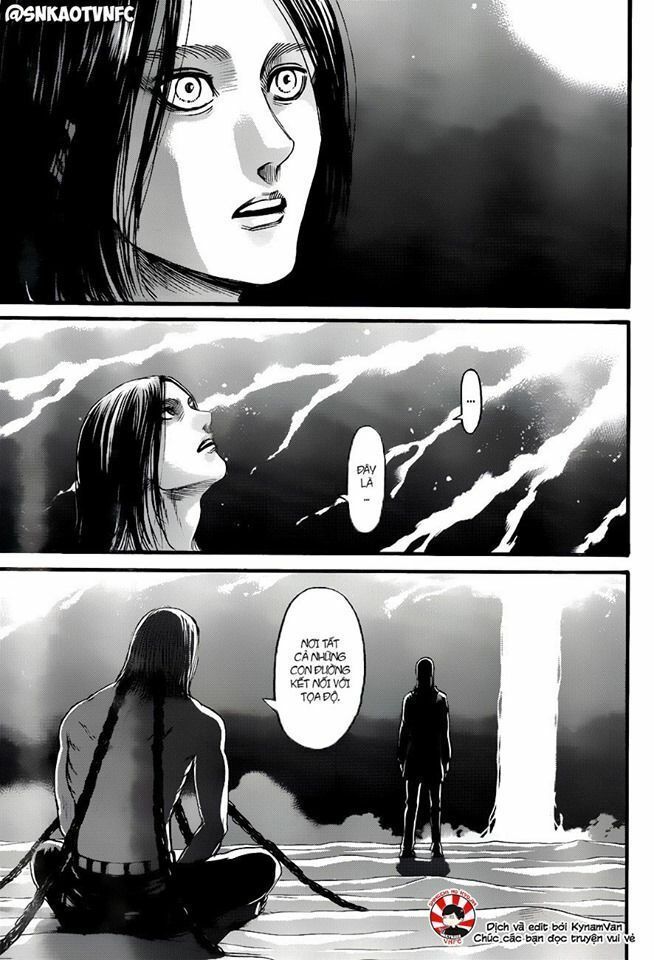 @SNKAOTVNFC
...
ĐÂY
LÀ
...
NƠI TẤT
CẢ NHỮNG
CON ĐƯỜNG
KẾT NỐI VỚI
TỌA ĐỘ.
VNFC
Dịch và edit bởi KynamVan
Chúc các bạn đọc truyện vui vẻ